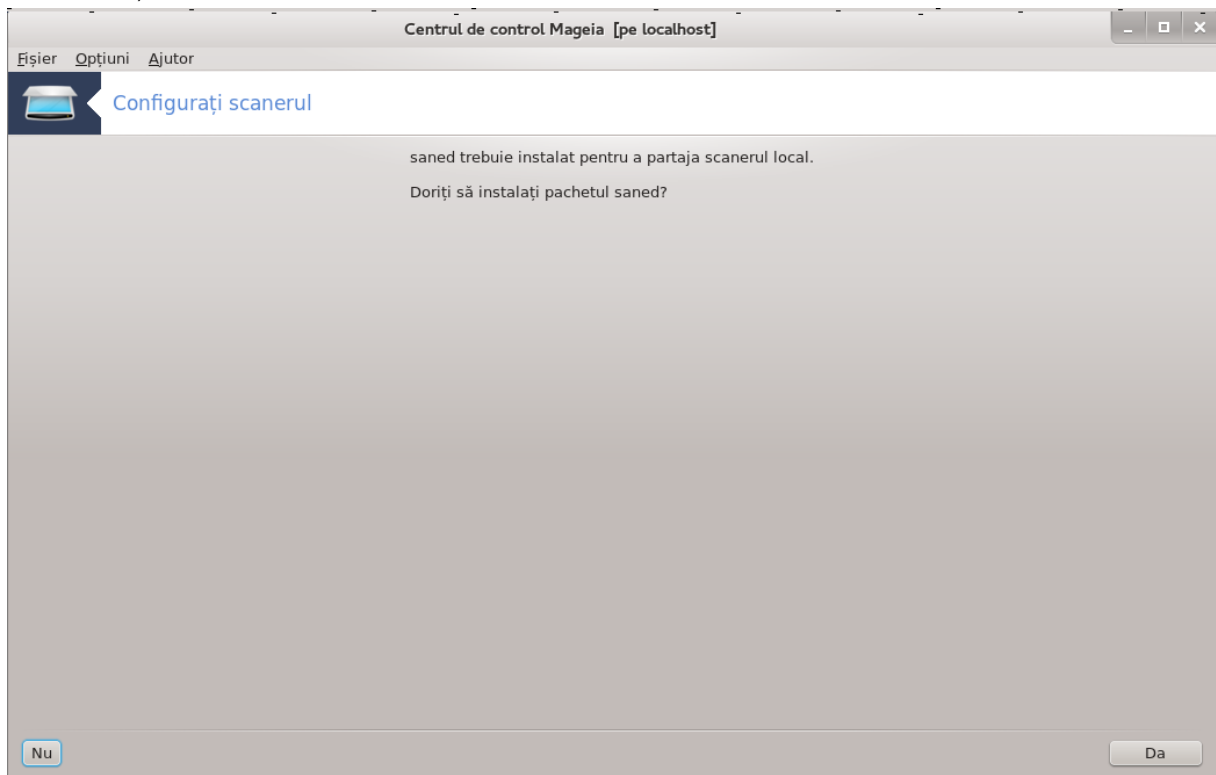 Centrul de control Mageia [pe localhost]
Fișier Opțiuni Ajutor
Configurați scanerul
saned trebuie instalat pentru a partaja scanerul local.
Doriți să instalați pachetul saned?
Nu Da